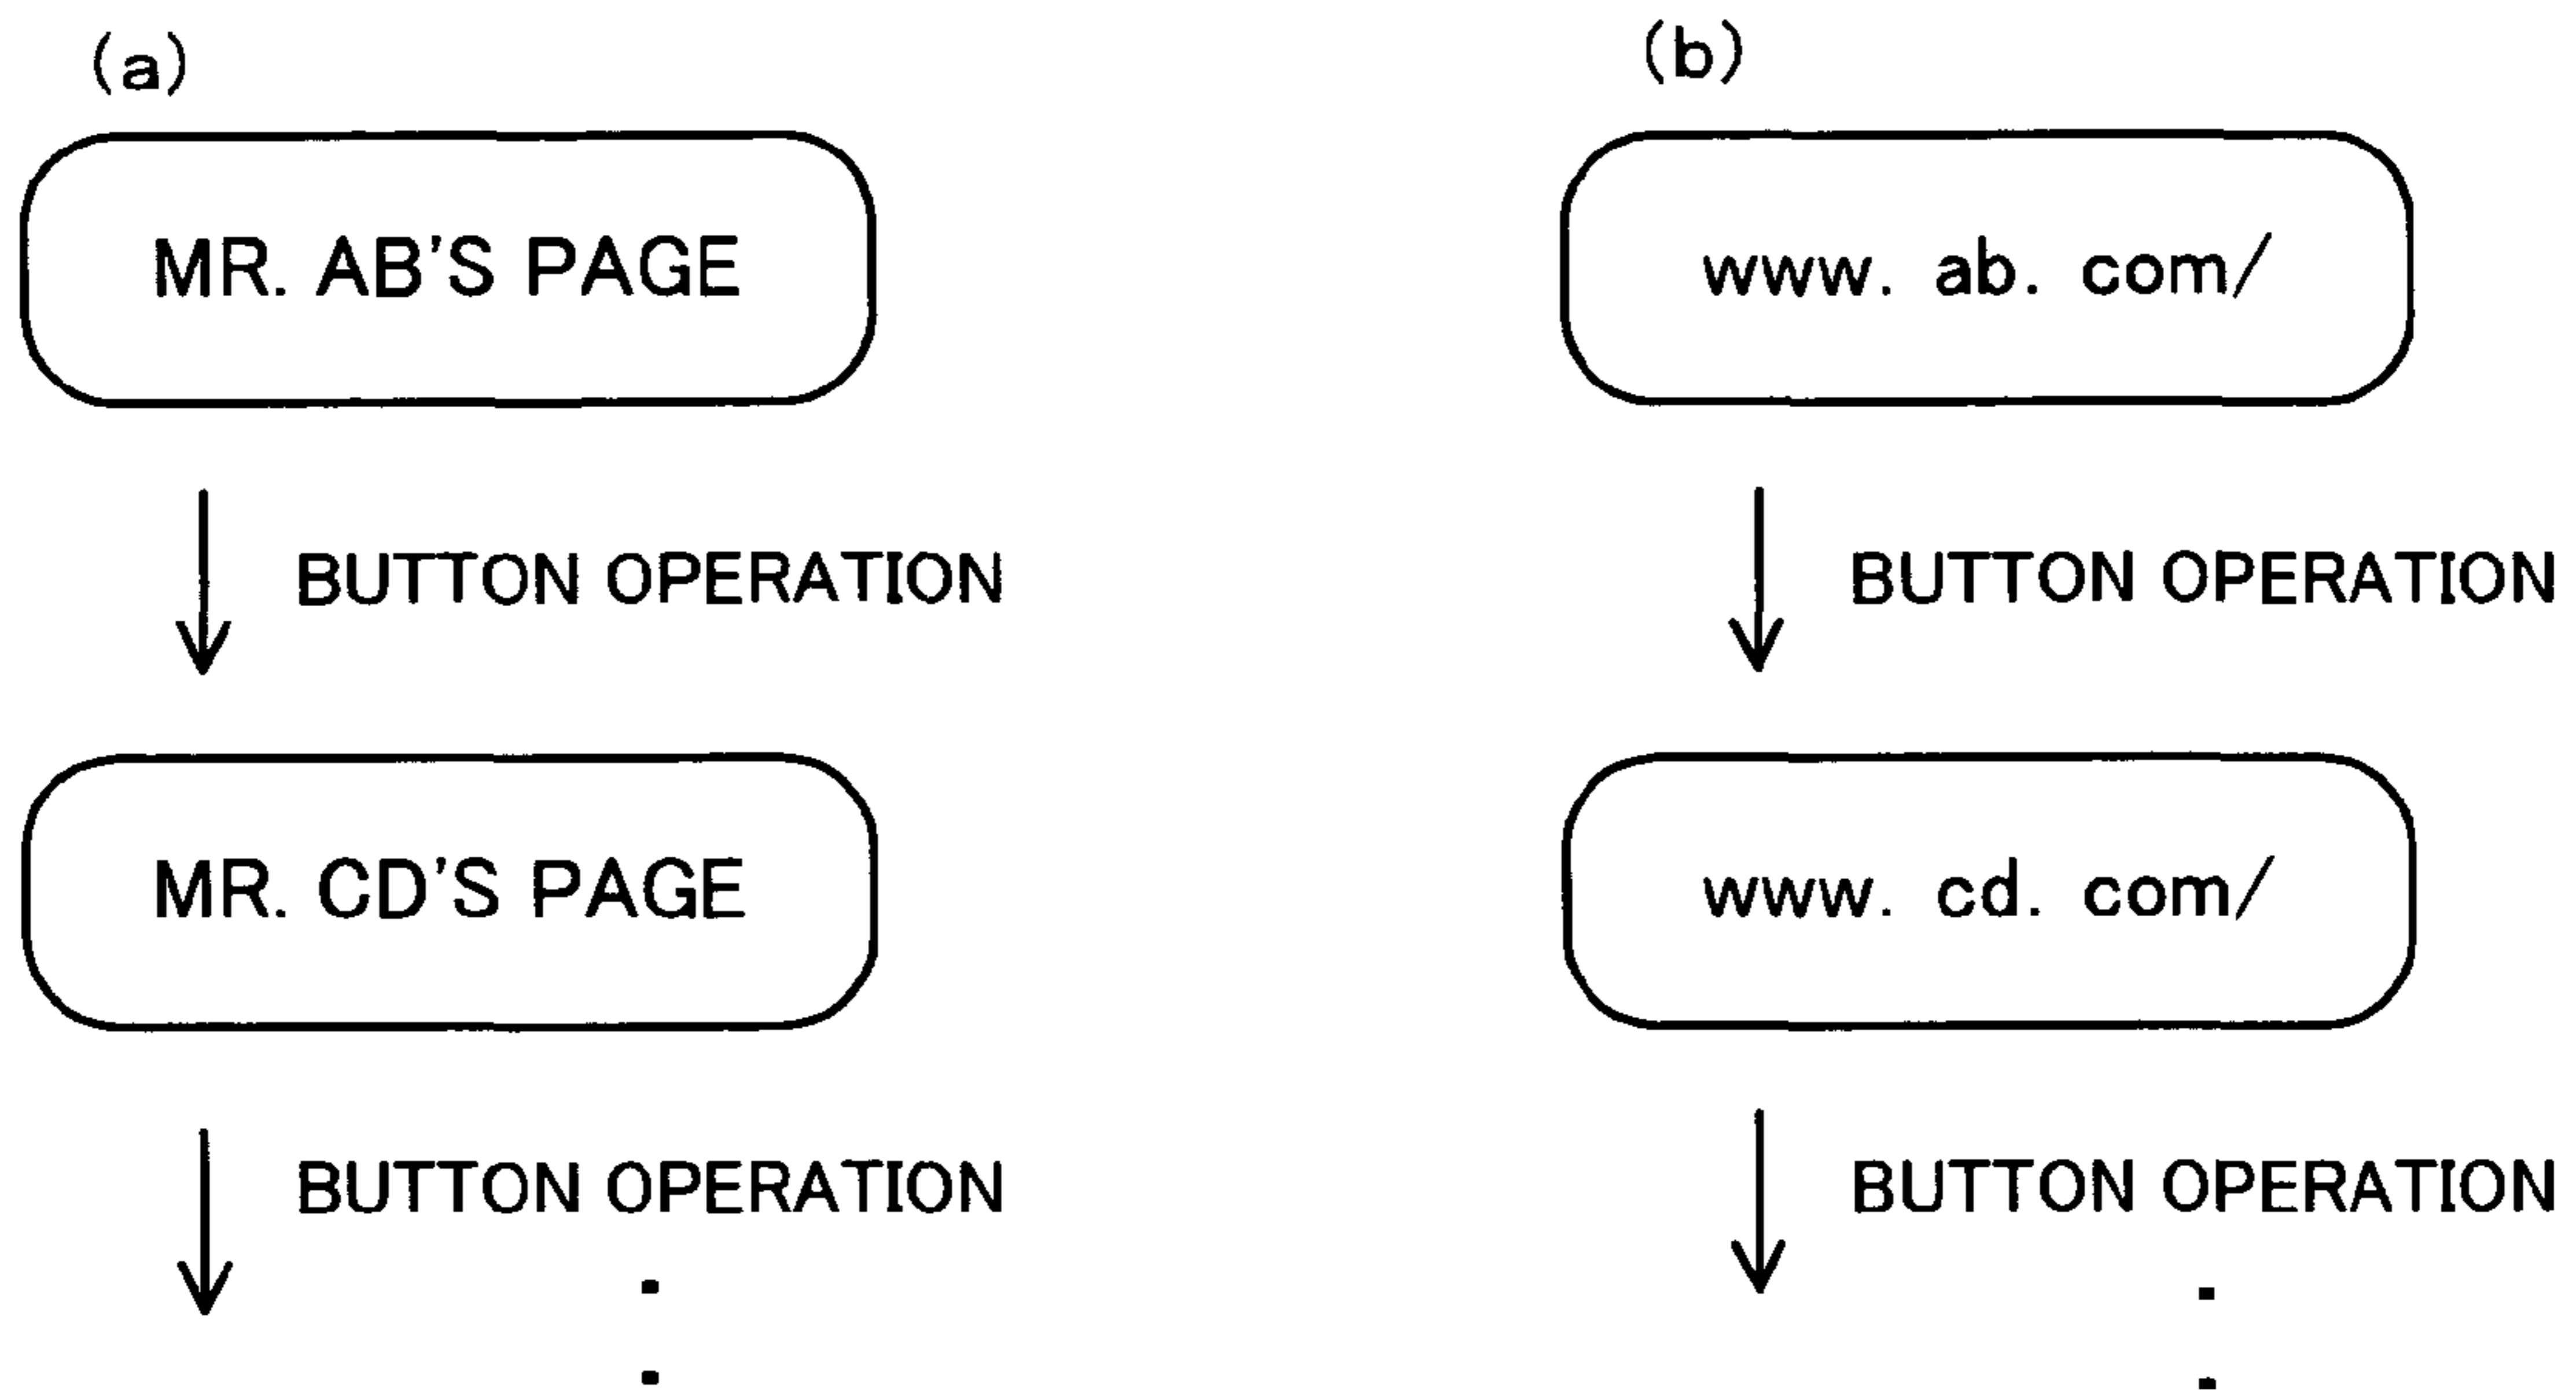 (a)
MR. AB'S PAGE
BUTTON OPERATION
MR. CD'S PAGE
BUTTON OPERATION
(b)
www. ab. com/
BUTTON OPERATION
www. cd. com/
BUTTON OPERATION